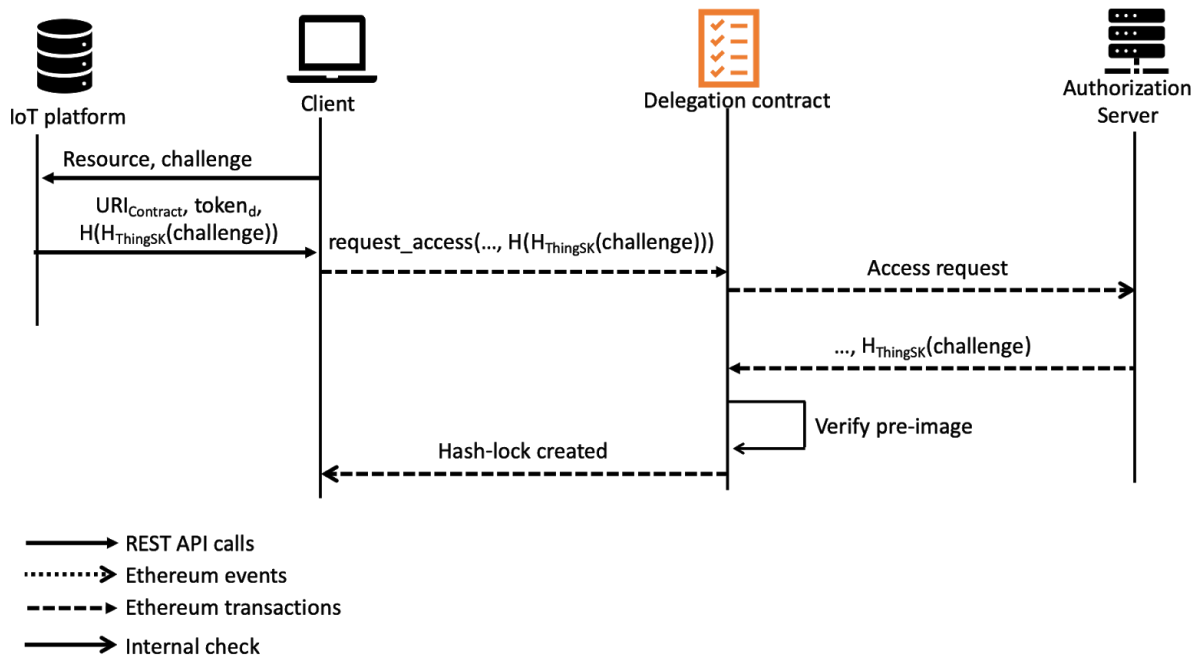 IoT platform
Client
Delegation contract
Authorization
Server
Resource, challenge
URIContract, tokend,
H(HThingSK(challenge))
request_access(…, H(HThingSK(challenge)))
Access request
…, HThingSK(challenge)
Verify pre-image
Hash-lock created
REST API calls
Ethereum events
Ethereum transactions
Internal check